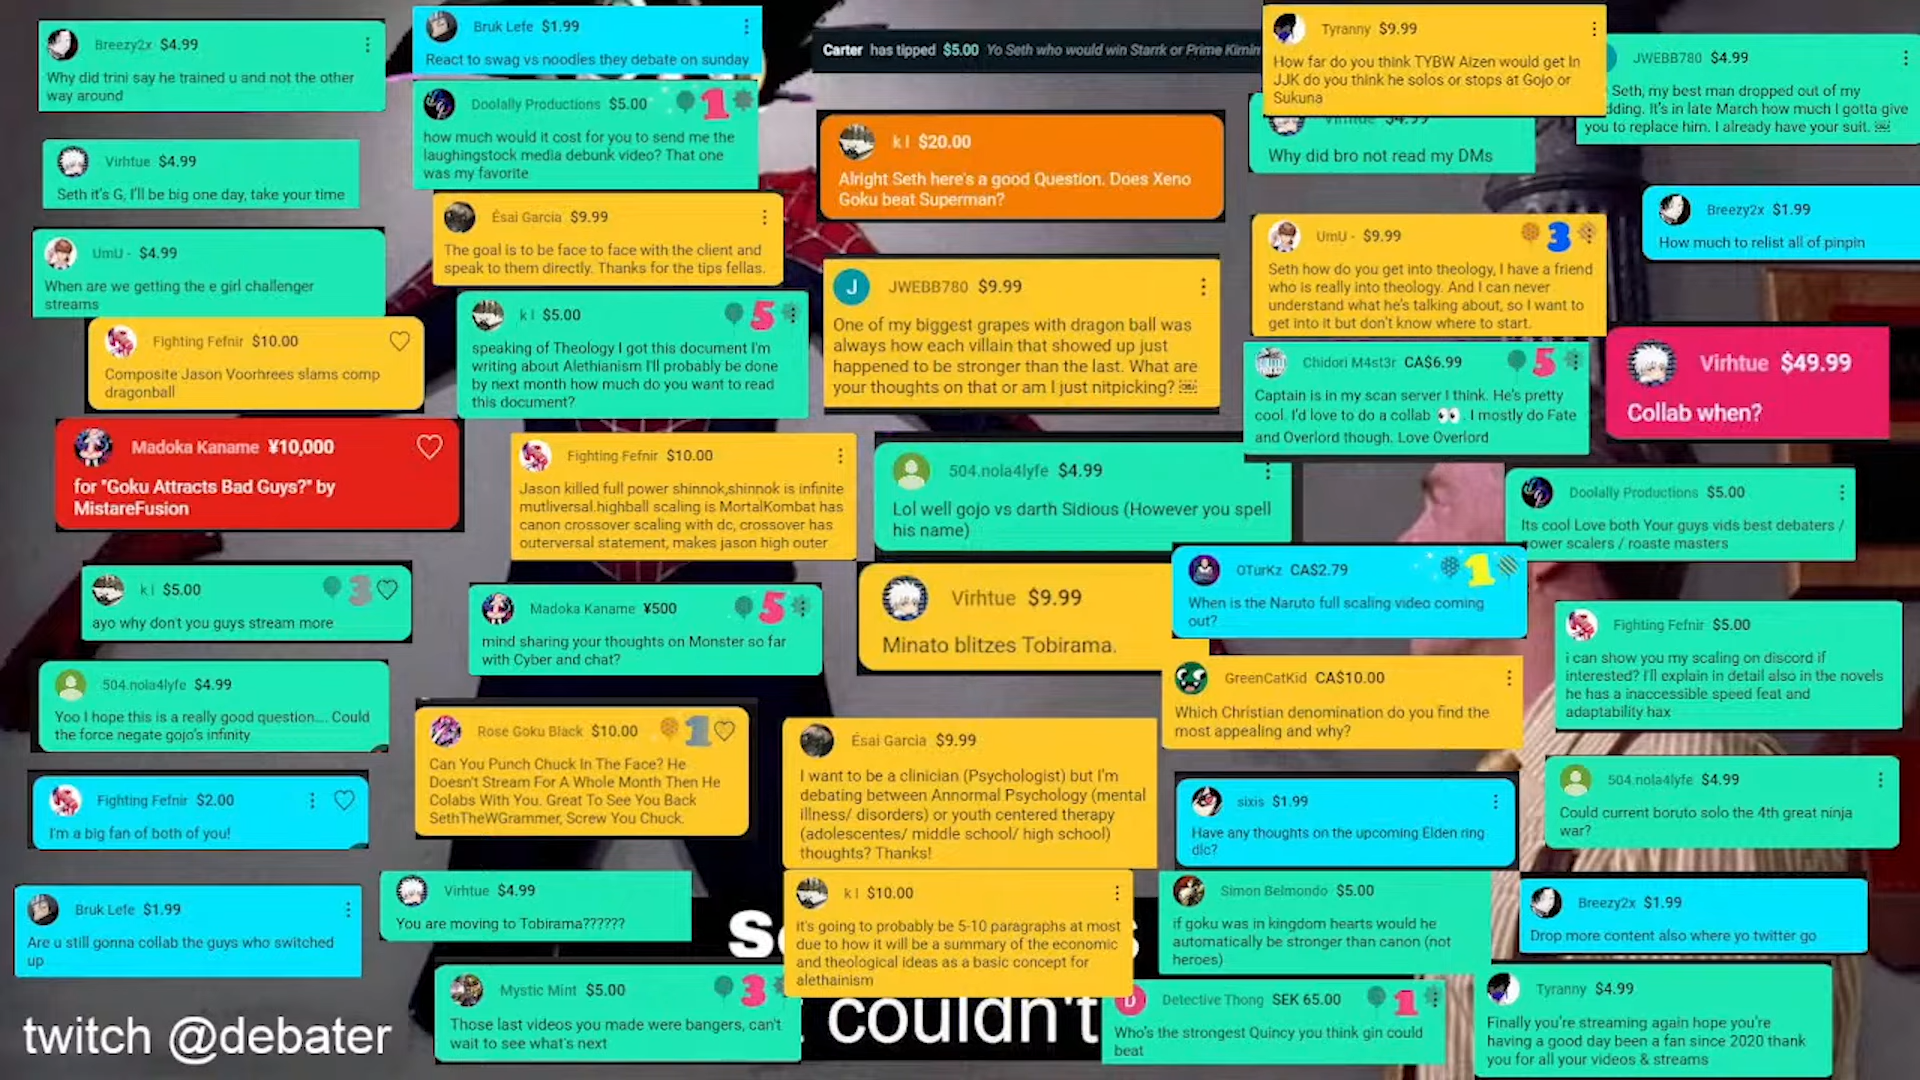 Breezy2x $4.99
Why did trini say he trained u and not the other
way around
Virhtue $4.99
Seth it's G, I'll be big one day, take your time
UmU - $4.99
When are we getting the e girl challenger
streams
Fighting Fefnir $10.00
Composite Jason Voorhrees slams comp
dragonball
Madoka Kaname ¥10,000
for "Goku Attracts Bad Guys?" by
MistareFusion
k l $5.00
3
ayo why don't you guys stream more
504.nola4lyfe $4.99
Yoo I hope this is a really good question.... Could
the force negate gojo's infinity
Fighting Fefnir $2.00
I'm a big fan of both of you!
Bruk Lefe $1.99
Are u still gonna collab the guys who switched
up
twitch @debater
Bruk Lefe $1.99
React to swag vs noodles they debate on sunday
Doolally Productions $5.00
1
how much would it cost for you to send me the
laughingstock media debunk video? That one
was my favorite
Ésai Garcia $9.99
The goal is to be face to face with the client and
speak to them directly. Thanks for the tips fellas.
k l $5.00
5
speaking of Theology I got this document I'm
writing about Alethianism I'll probably be done
by next month how much do you want to read
this document?
Fighting Fefnir $10.00
Jason killed full power shinnok,shinnok is infinite
mutliversal.highball scaling is MortalKombat has
canon crossover scaling with dc, crossover has
outerversal statement, makes jason high outer
Madoka Kaname ¥500
5
mind sharing your thoughts on Monster so far
with Cyber and chat?
Rosé Goku Black $10.00
1
Can You Punch Chuck In The Face? He
Doesn't Stream For A Whole Month Then He
Colabs With You. Great To See You Back
SethTheWGrammer, Screw You Chuck.
Virhtue $4.99
You are moving to Tobirama??????
Mystic Mint $5.00
3
Those last videos you made were bangers, can't
wait to see what's next
Carter has tipped $5.00 Yo Seth who would win Starrk or Prime
k l $20.00
Alright Seth here's a good Question. Does Xeno
Goku beat Superman?
J
JWEBB780 $9.99
One of my biggest grapes with dragon ball was
always how each villain that showed up just
happened to be stronger than the last. What are
your thoughts on that or am I just nitpicking?
504.nola4lyfe $4.99
Lol well gojo vs darth Sidious (However you spell
his name)
Virhtue $9.99
Minato blitzes Tobirama.
Ésai Garcia $9.99
I want to be a clinician (Psychologist) but I'm
debating between Annormal Psychology (mental
illness/ disorders) or youth centered therapy
(adolescentes/ middle school/ high school)
thoughts? Thanks!
k l $10.00
it's going to probably be 5-10 paragraphs at most
due to how it will be a summary of the economic
and theological ideas as a basic concept for
alethainism
couldn't
Tyranny $9.99
How far do you think TYBW Aizen would get In
JJK do you think he solos or stops at Gojo or
Sukuna
Virhtue $4.99
Why did bro not read my DMs
UmU - $9.99
3
Seth how do you get into theology, I have a friend
who is really into theology. And I can never
understand what he's talking about, so I want to
get into it but don't know where to start.
Chidori M4st3r CA$6.99
5
Captain is in my scan server I think. He's pretty
cool. I'd love to do a collab 👀 . I mostly do Fate
and Overlord though. Love Overlord
OTurKz CA$2.79
1
When is the Naruto full scaling video coming
out?
GreenCatKid CA$10.00
Which Christian denomination do you find the
most appealing and why?
sixis $1.99
Have any thoughts on the upcoming Elden ring
dlc?
Simon Belmondo $5.00
if goku was in kingdom hearts would he
automatically be stronger than canon (not
heroes)
D
Detective Thong SEK 65.00
1
Who's the strongest Quincy you think gin could
beat
JWEBB780 $4.99
Seth, my best man dropped out of my
dding. It's in late March how much I gotta give
you to replace him. I already have your suit.
Breezy2x $1.99
How much to relist all of pinpin
Virhtue $49.99
Collab when?
Doolally Productions $5.00
Its cool Love both Your guys vids best debaters /
power scalers / roaste masters
Fighting Fefnir $5.00
i can show you my scaling on discord if
interested? I'll explain in detail also in the novels
he has a inaccessible speed feat and
adaptability hax
504.nola4lyfe $4.99
Could current boruto solo the 4th great ninja
war?
Breezy2x $1.99
Drop more content also where yo twitter go
Tyranny $4.99
Finally you're streaming again hope you're
having a good day been a fan since 2020 thank
you for all your videos & streams